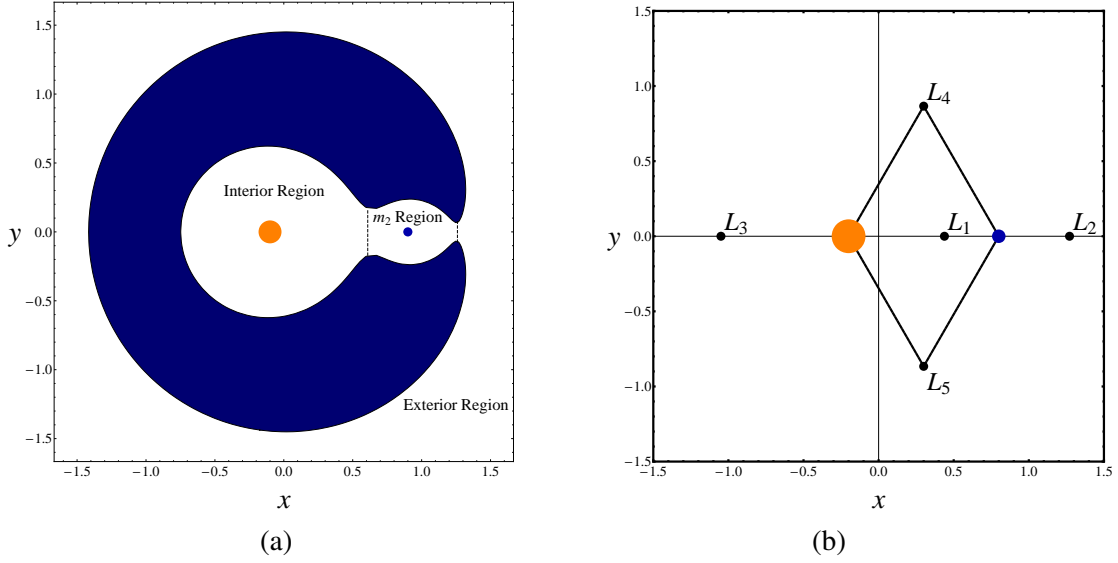 1.5
1.0
0.5
0.0
−0.5
−1.0
−1.5
y
Interior Region
m₂ Region
Exterior Region
−1.5 −1.0 −0.5 0.0 0.5 1.0 1.5
x
(a)
1.5
1.0
0.5
0.0
−0.5
−1.0
−1.5
y
L₄
L₃ L₁ L₂
L₅
−1.5 −1.0 −0.5 0.0 0.5 1.0 1.5
x
(b)